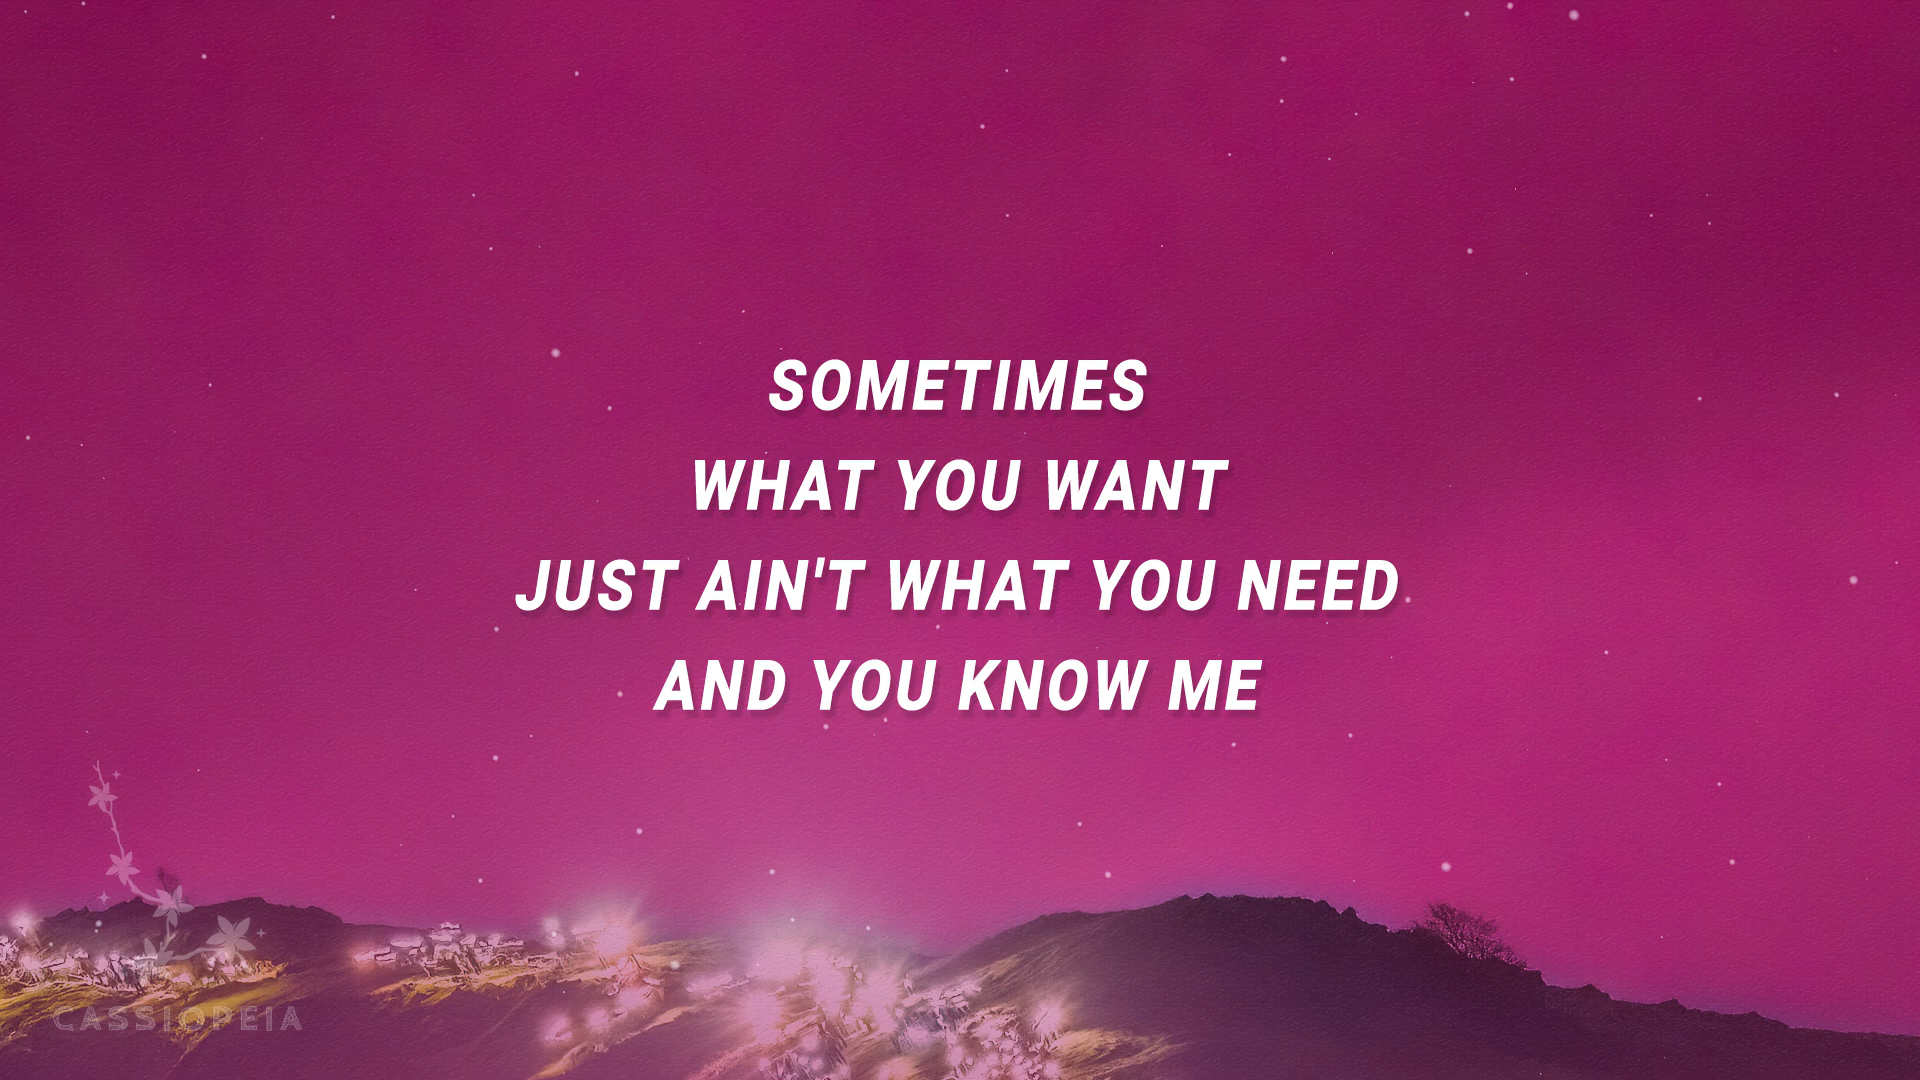 SOMETIMES
WHAT YOU WANT
JUST AIN'T WHAT YOU NEED
AND YOU KNOW ME
CASSIOPEIA